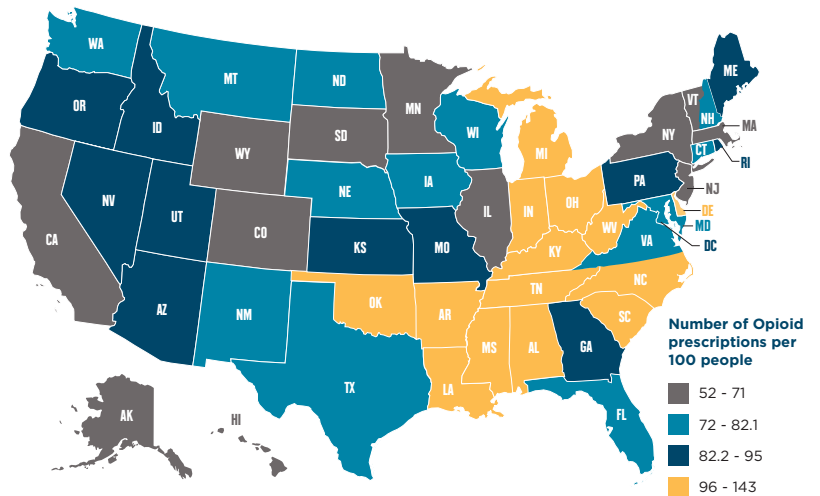 WA
MT
ND
MN
ME
VT
NH
OR
ID
WY
SD
WI
MI
NY
MA
CT
RI
NV
UT
CO
NE
IA
IL
IN
OH
PA
NJ
DE
MD
DC
CA
KS
MO
WV
VA
KY
AZ
NM
OK
AR
TN
NC
SC
TX
LA
MS
AL
GA
FL
AK
HI
Number of Opioid
prescriptions per
100 people
52 - 71
72 - 82.1
82.2 - 95
96 - 143